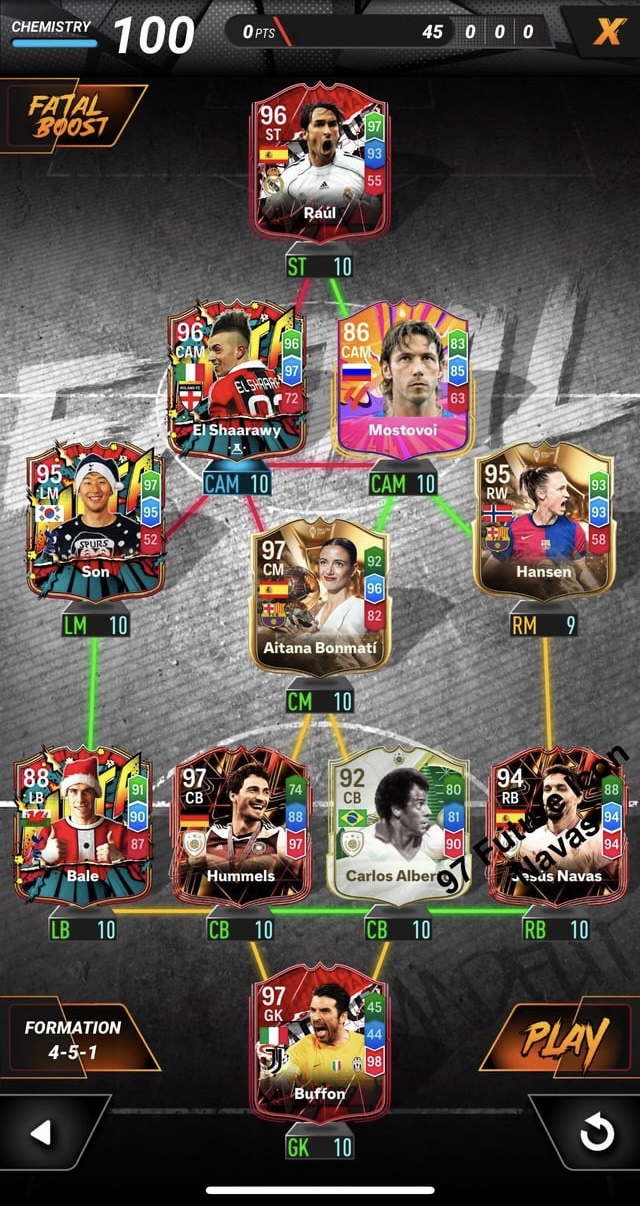 CHEMISTRY 100
0 PTS 45 0 0 0
X
FATAL
BOOST
96
ST
97
93
55
Raúl
ST 10
96
CAM
96
97
72
EL SHAARAWY
El Shaarawy
CAM 10
86
CAM
83
85
63
Mostovoi
CAM 10
95
LM
97
95
52
SPURS
Son
LM 10
95
RW
93
93
58
Hansen
RM 9
97
CM
92
96
82
Aitana Bonmatí
CM 10
88
LB
91
90
87
Bale
LB 10
97
CB
74
88
97
Hummels
CB 10
92
CB
80
81
90
Carlos Alber
CB 10
94
RB
88
94
94
Jesús Navas
RB 10
97
Navas
97
GK
45
44
98
Buffon
GK 10
FORMATION
4-5-1
PLAY